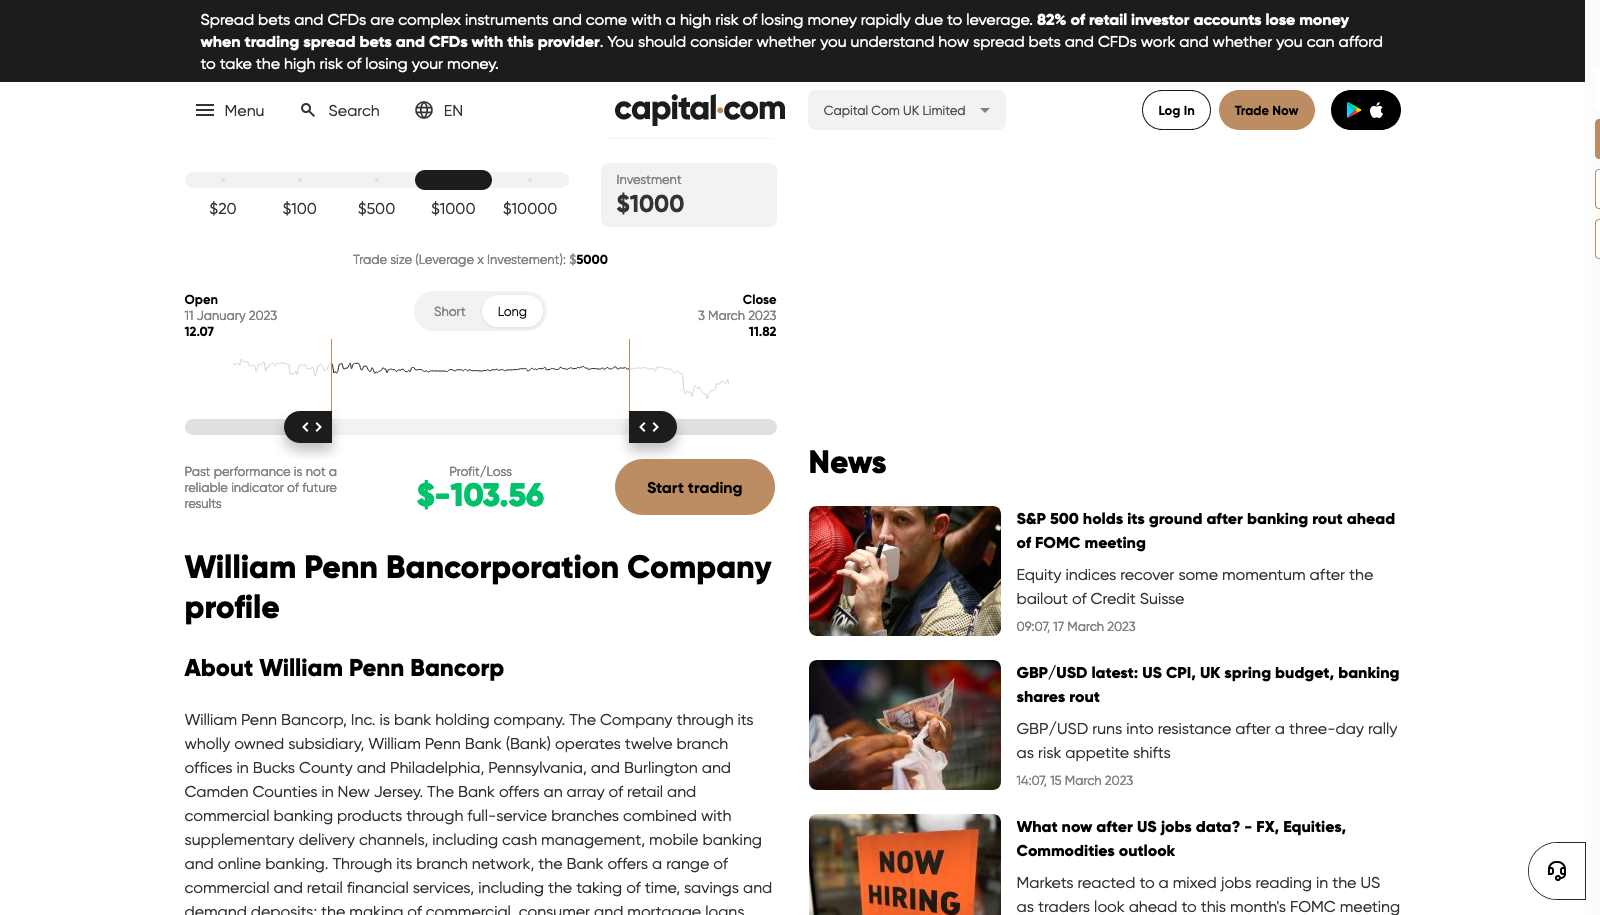 Spread bets and CFDs are complex instruments and come with a high risk of losing money rapidly due to leverage. 82% of retail investor accounts lose money
when trading spread bets and CFDs with this provider. You should consider whether you understand how spread bets and CFDs work and whether you can afford
to take the high risk of losing your money.
Menu
Search
EN
capital.com
Capital Com UK Limited
Log In
Trade Now
$20
$100
$500
$1000
$10000
Investment
$1000
Trade size (Leverage x Investement): $5000
Open
11 January 2023
12.07
Short
Long
Close
3 March 2023
11.82
Past performance is not a
reliable indicator of future
results
Profit/Loss
$-103.56
Start trading
William Penn Bancorporation Company
profile
About William Penn Bancorp
William Penn Bancorp, Inc. is bank holding company. The Company through its
wholly owned subsidiary, William Penn Bank (Bank) operates twelve branch
offices in Bucks County and Philadelphia, Pennsylvania, and Burlington and
Camden Counties in New Jersey. The Bank offers an array of retail and
commercial banking products through full-service branches combined with
supplementary delivery channels, including cash management, mobile banking
and online banking. Through its branch network, the Bank offers a range of
commercial and retail financial services, including the taking of time, savings and
demand deposits; the making of commercial, consumer and mortgage loans
News
S&P 500 holds its ground after banking rout ahead
of FOMC meeting
Equity indices recover some momentum after the
bailout of Credit Suisse
09:07, 17 March 2023
GBP/USD latest: US CPI, UK spring budget, banking
shares rout
GBP/USD runs into resistance after a three-day rally
as risk appetite shifts
14:07, 15 March 2023
NOW
HIRING
What now after US jobs data? - FX, Equities,
Commodities outlook
Markets reacted to a mixed jobs reading in the US
as traders look ahead to this month's FOMC meeting